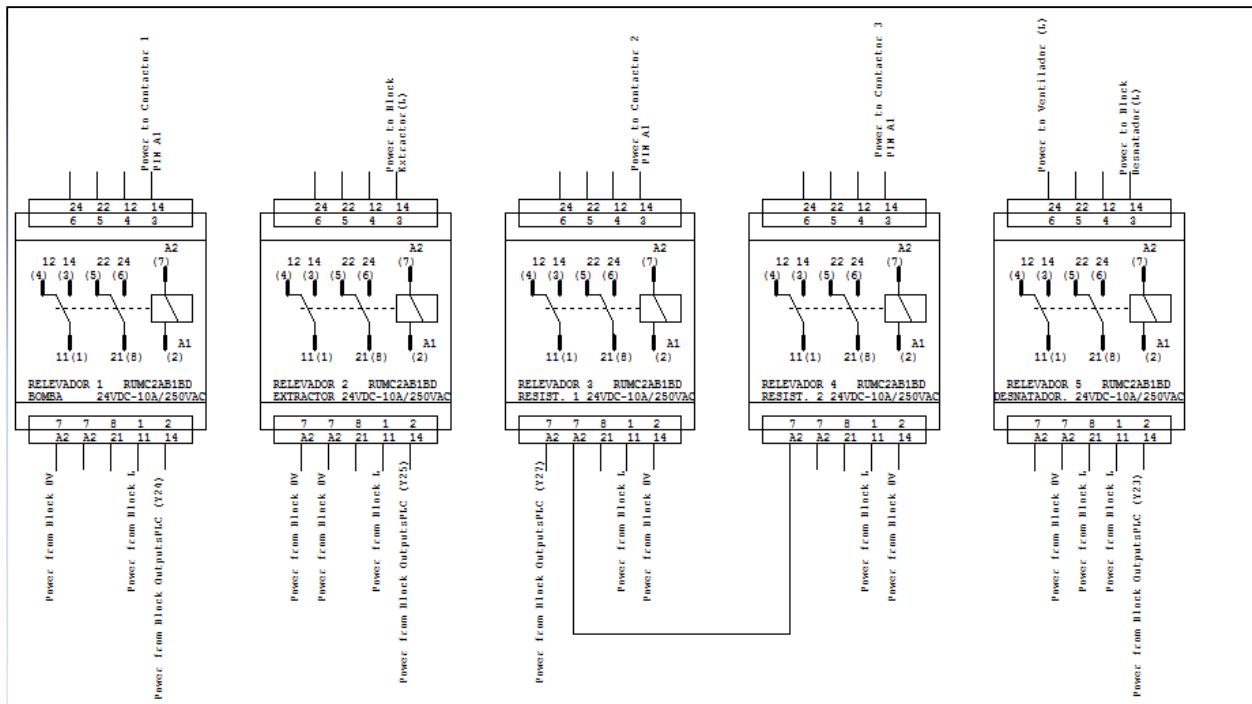 Power to Contactor 1
PIN A1
24 22 12 14
6 5 4 3
A2
12 14 22 24 (7)
(4) (3) (5) (6)
A1
11(1) 21(8) (2)
RELEVADOR 1 RUMC2AB1BD
BOMBA 24VDC-10A/250VAC
7 7 8 1 2
A2 A2 21 11 14
Power from Block 0V
Power from Block L
Power from Block OutputsPLC (Y24)
Power to Block
Extractor(L)
24 22 12 14
6 5 4 3
A2
12 14 22 24 (7)
(4) (3) (5) (6)
A1
11(1) 21(8) (2)
RELEVADOR 2 RUMC2AB1BD
EXTRACTOR 24VDC-10A/250VAC
7 7 8 1 2
A2 A2 21 11 14
Power from Block 0V
Power from Block 0V
Power from Block L
Power from Block OutputsPLC (Y25)
Power to Contactor 2
PIN A1
24 22 12 14
6 5 4 3
A2
12 14 22 24 (7)
(4) (3) (5) (6)
A1
11(1) 21(8) (2)
RELEVADOR 3 RUMC2AB1BD
RESIST. 1 24VDC-10A/250VAC
7 7 8 1 2
A2 A2 21 11 14
Power from Block OutputsPLC (Y27)
Power from Block L
Power from Block 0V
Power to Contactor 3
PIN A1
24 22 12 14
6 5 4 3
A2
12 14 22 24 (7)
(4) (3) (5) (6)
A1
11(1) 21(8) (2)
RELEVADOR 4 RUMC2AB1BD
RESIST. 2 24VDC-10A/250VAC
7 7 8 1 2
A2 A2 21 11 14
Power from Block L
Power from Block 0V
Power to Ventilador (L)
Power to Block
Desnatador(L)
24 22 12 14
6 5 4 3
A2
12 14 22 24 (7)
(4) (3) (5) (6)
A1
11(1) 21(8) (2)
RELEVADOR 5 RUMC2AB1BD
DESNATADOR. 24VDC-10A/250VAC
7 7 8 1 2
A2 A2 21 11 14
Power from Block 0V
Power from Block L
Power from Block L
Power from Block OutputsPLC (Y23)